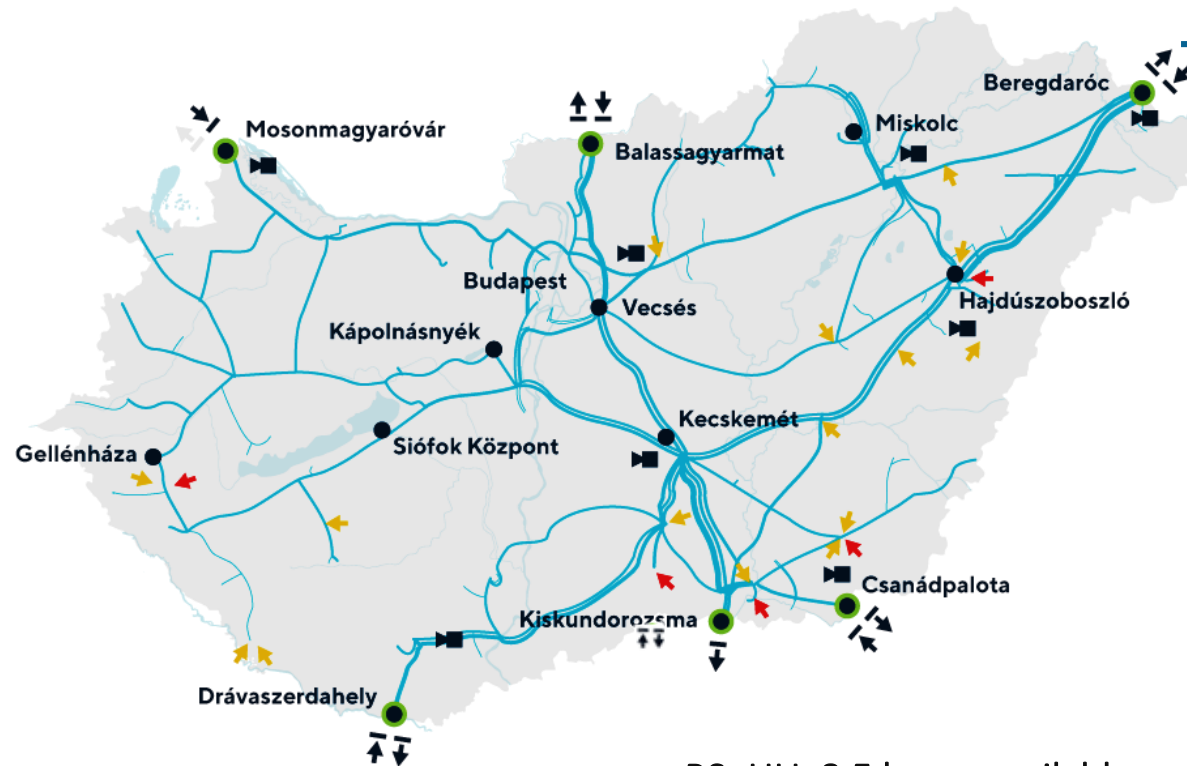 Beregdaróc
Mosonmagyaróvár
Miskolc
Balassagyarmat
Budapest
Vecsés
Hajdúszoboszló
Kápolnásnyék
Kecskemét
Siófok Központ
Gellénháza
Csanádpalota
Kiskundorozsma
Drávaszerdahely